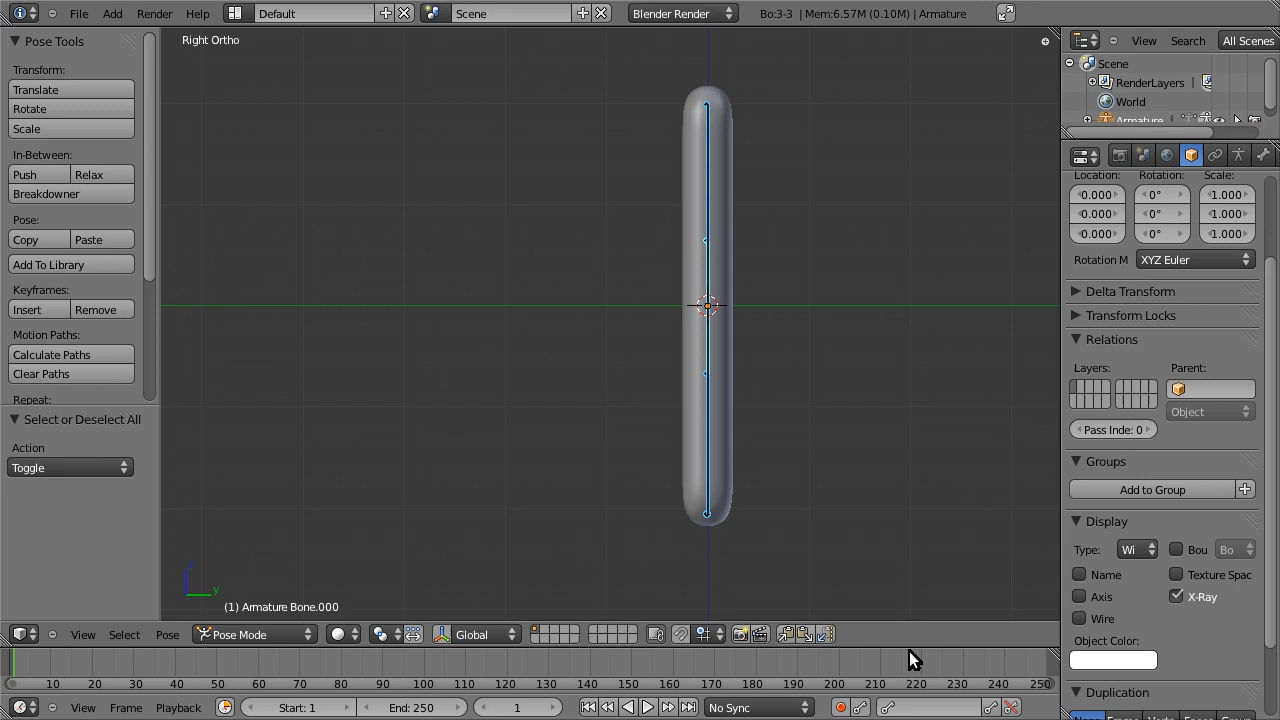 File Add Render Help Default Scene Blender Render Bo:3-3 | Mem:6.57M (0.10M) | Armature
Pose Tools
Transform:
Translate
Rotate
Scale
In-Between:
Push Relax
Breakdowner
Pose:
Copy Paste
Add To Library
Keyframes:
Insert Remove
Motion Paths:
Calculate Paths
Clear Paths
Repeat:
Select or Deselect All
Action
Toggle
Right Ortho
y
(1) Armature Bone.000
View Select Pose Pose Mode Global
10 20 30 40 50 60 70 80 90 100 110 120 130 140 150 160 170 180 190 200 210 220 230 240 250
View Frame Playback Start: 1 End: 250 1 No Sync
View Search All Scenes
Scene
RenderLayers |
World
Armature
Location: Rotation: Scale:
0.000 0° 1.000
0.000 0° 1.000
0.000 0° 1.000
Rotation M XYZ Euler
Delta Transform
Transform Locks
Relations
Layers: Parent:
Object
Pass Inde: 0
Groups
Add to Group
Display
Type: Wi Bou Bo
Name Texture Spac
Axis X-Ray
Wire
Object Color:
Duplication